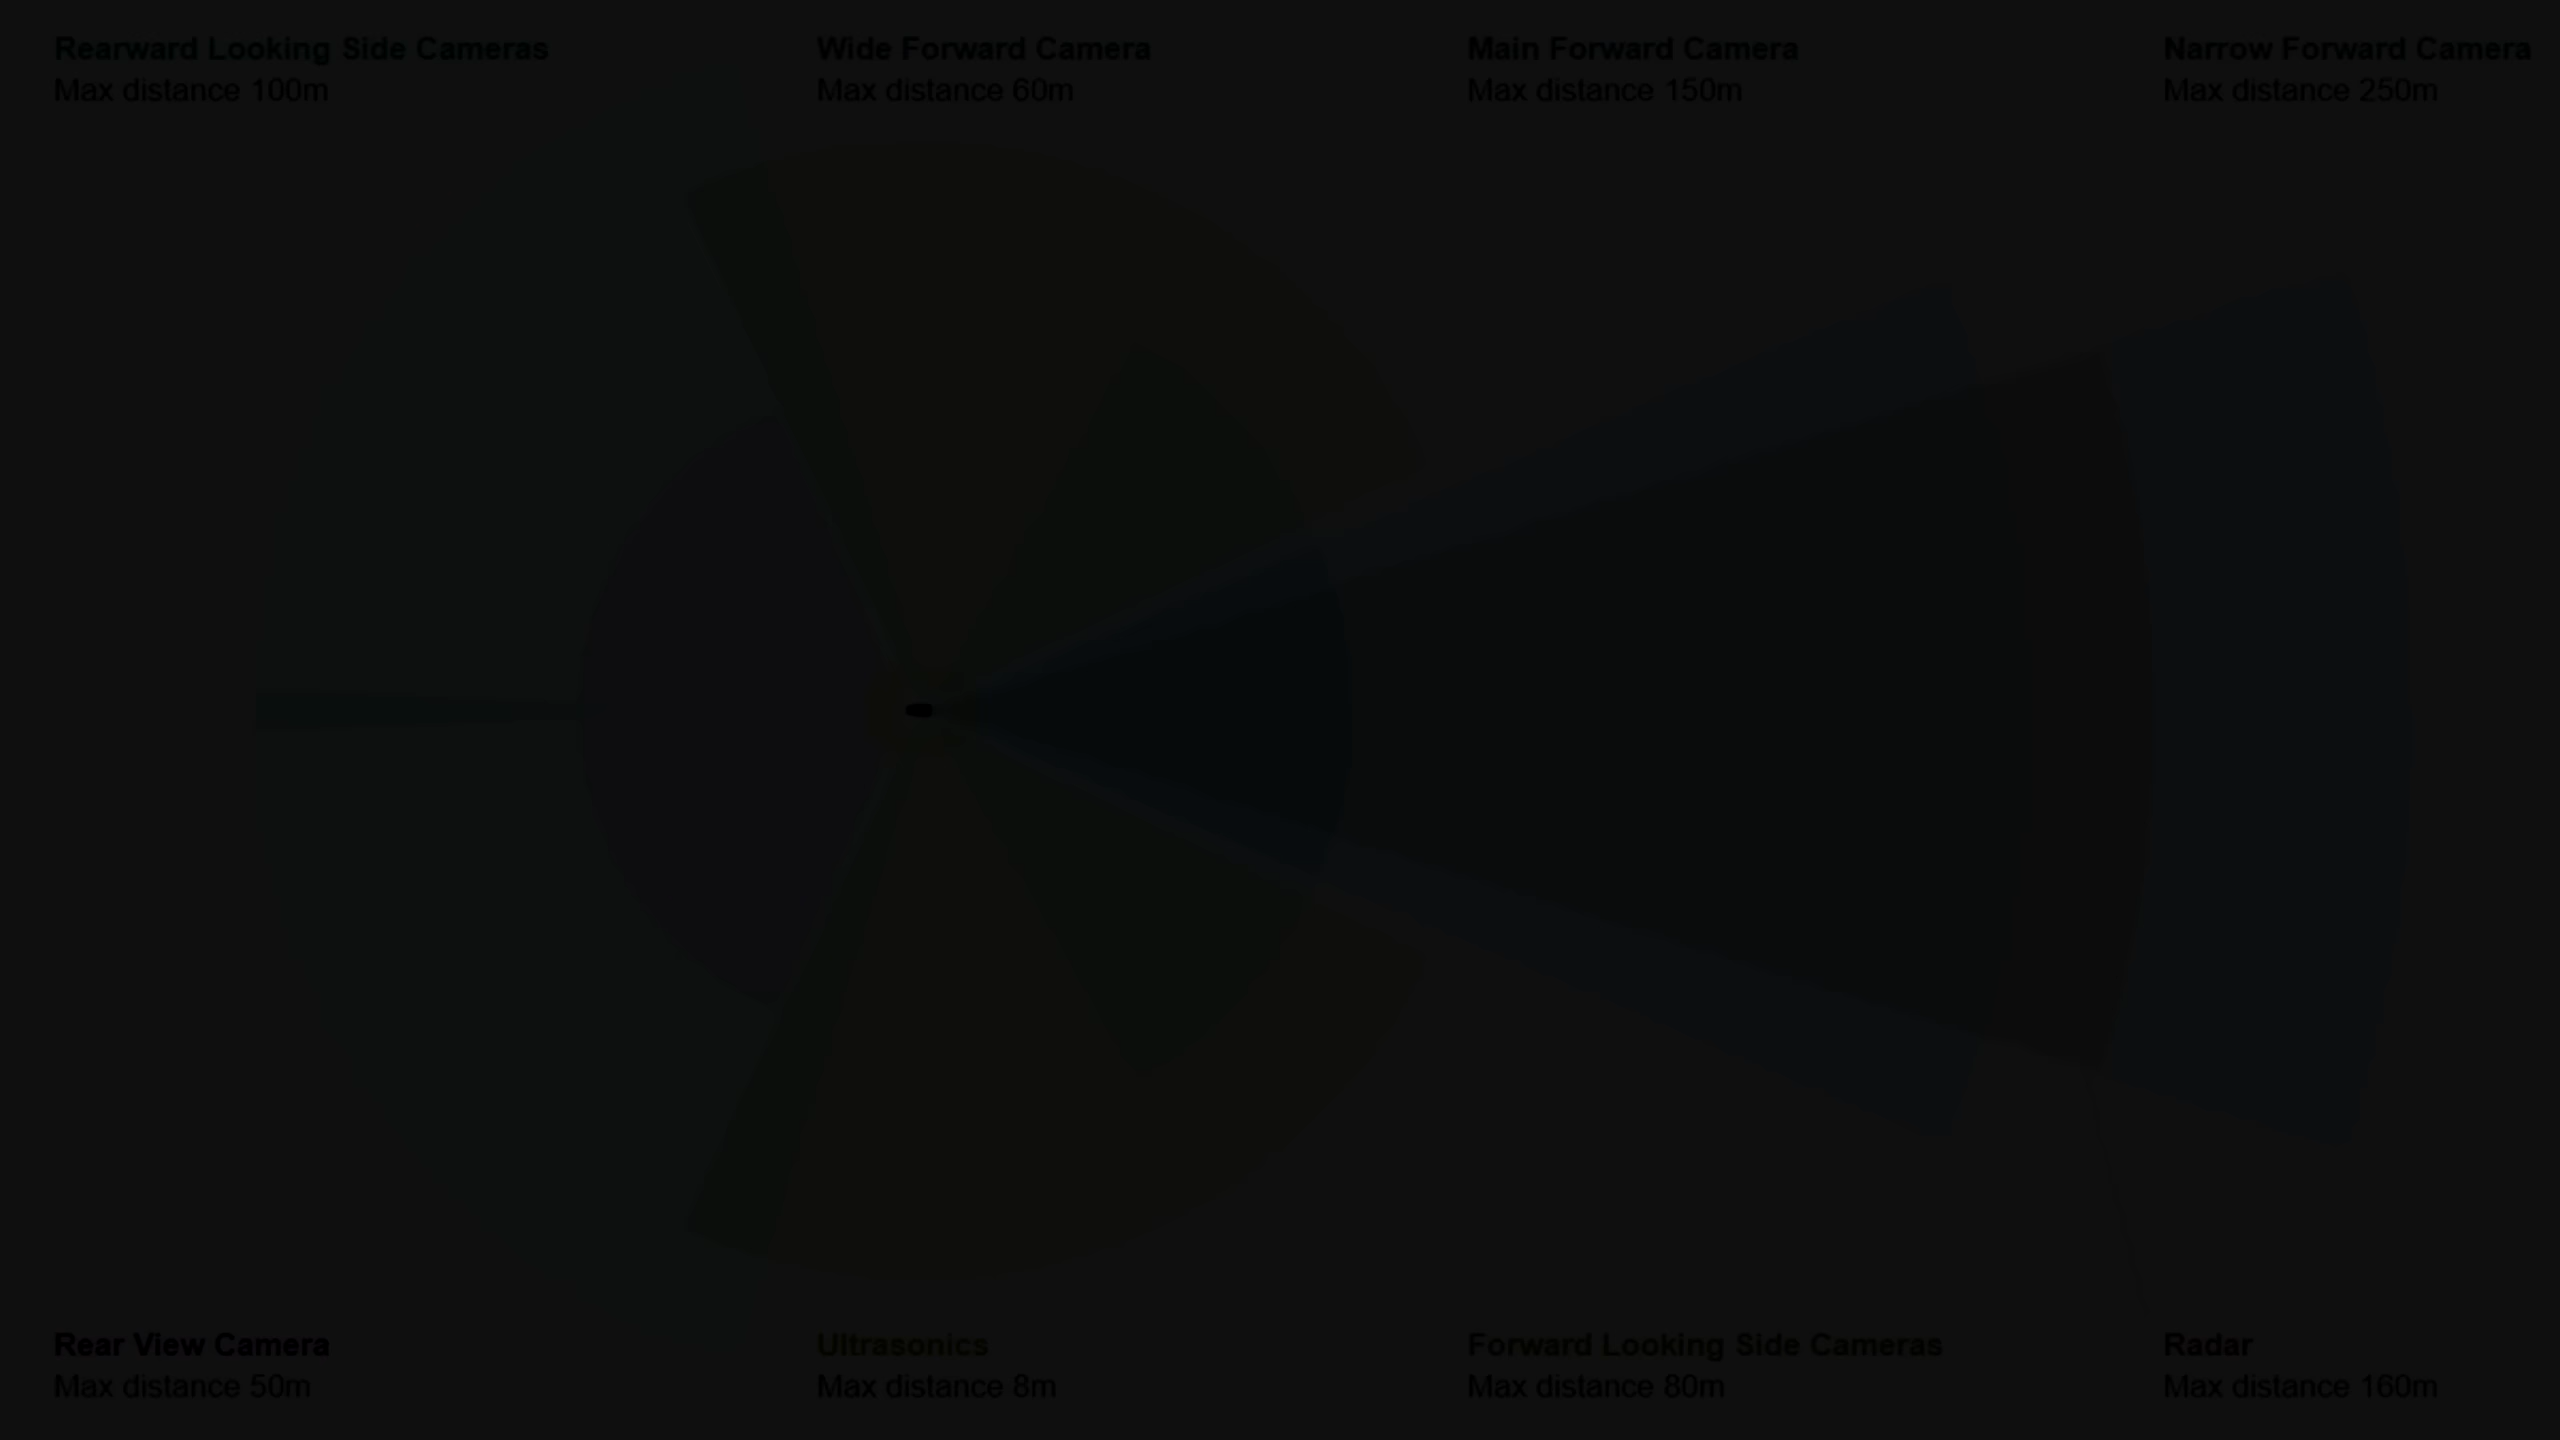 Rearward Looking Side Cameras
Max distance 100m
Wide Forward Camera
Max distance 60m
Main Forward Camera
Max distance 150m
Narrow Forward Camera
Max distance 250m
Rear View Camera
Max distance 50m
Ultrasonics
Max distance 8m
Forward Looking Side Cameras
Max distance 80m
Radar
Max distance 160m